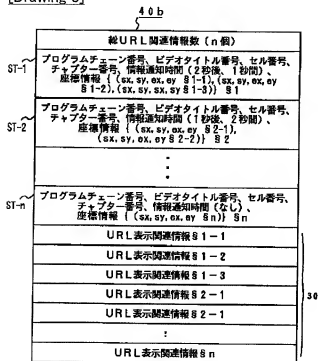 [Drawing 3]
40b
総URL関連情報数（n個）
ST-1
プログラムチェーン番号、ビデオタイトル番号、セル番号、
チャプター番号、情報通知時間（2秒後、1秒間）、
座標情報｛（sx, sy, ex, ey §1-1）,（sx, sy, ex, ey
§1-2）,（sx, sy, sx, sy §1-3）｝§1
ST-2
プログラムチェーン番号、ビデオタイトル番号、セル番号、
チャプター番号、情報通知時間（1秒後、2秒間）、
座標情報｛（sx, sy, ex, ey §2-1）,
（sx, sy, ex, ey §2-2）｝§2
ST-n
プログラムチェーン番号、ビデオタイトル番号、セル番号、
チャプター番号、情報通知時間（なし）、
座標情報｛（sx, sy, ex, ey §n）｝§n
URL表示関連情報§1-1
URL表示関連情報§1-2
URL表示関連情報§1-3
URL表示関連情報§2-1
URL表示関連情報§2-1
URL表示関連情報§n
30